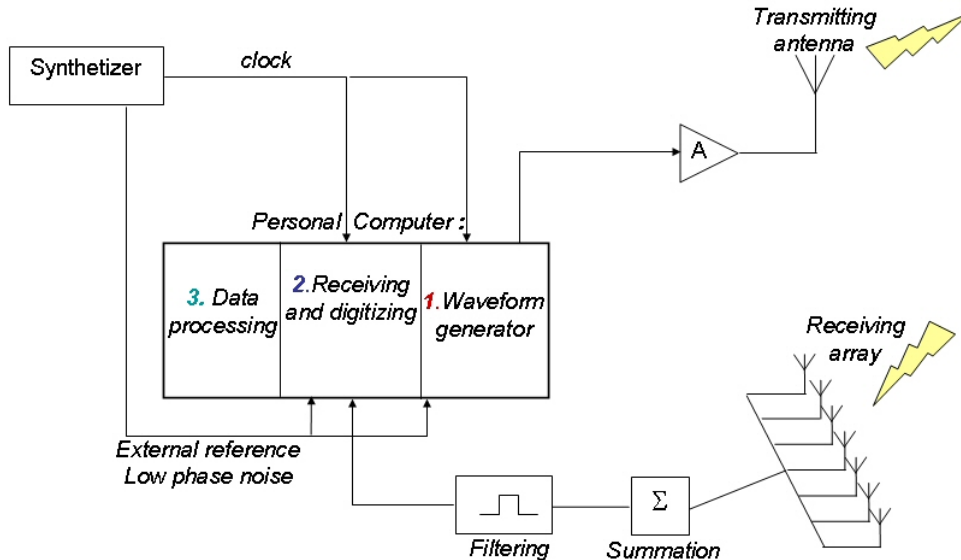 Transmitting
antenna
Synthetizer
clock
A
Personal Computer :
3. Data
processing
2.Receiving
and digitizing
1.Waveform
generator
Receiving
array
External reference
Low phase noise
Σ
Filtering
Summation